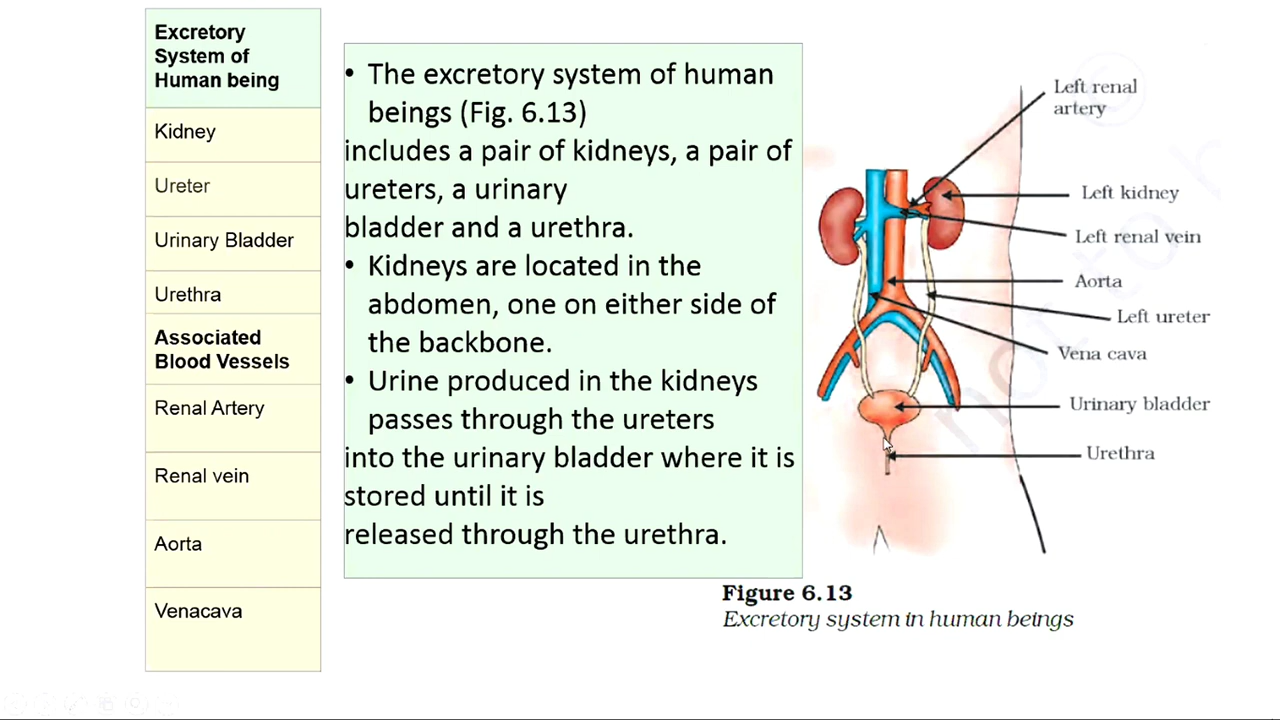 Excretory
System of
Human being
Kidney
Ureter
Urinary Bladder
Urethra
Associated
Blood Vessels
Renal Artery
Renal vein
Aorta
Venacava
• The excretory system of human
beings (Fig. 6.13)
includes a pair of kidneys, a pair of
ureters, a urinary
bladder and a urethra.
• Kidneys are located in the
abdomen, one on either side of
the backbone.
• Urine produced in the kidneys
passes through the ureters
into the urinary bladder where it is
stored until it is
released through the urethra.
Left renal
artery
Left kidney
Left renal vein
Aorta
Left ureter
Vena cava
Urinary bladder
Urethra
Figure 6.13
Excretory system in human beings